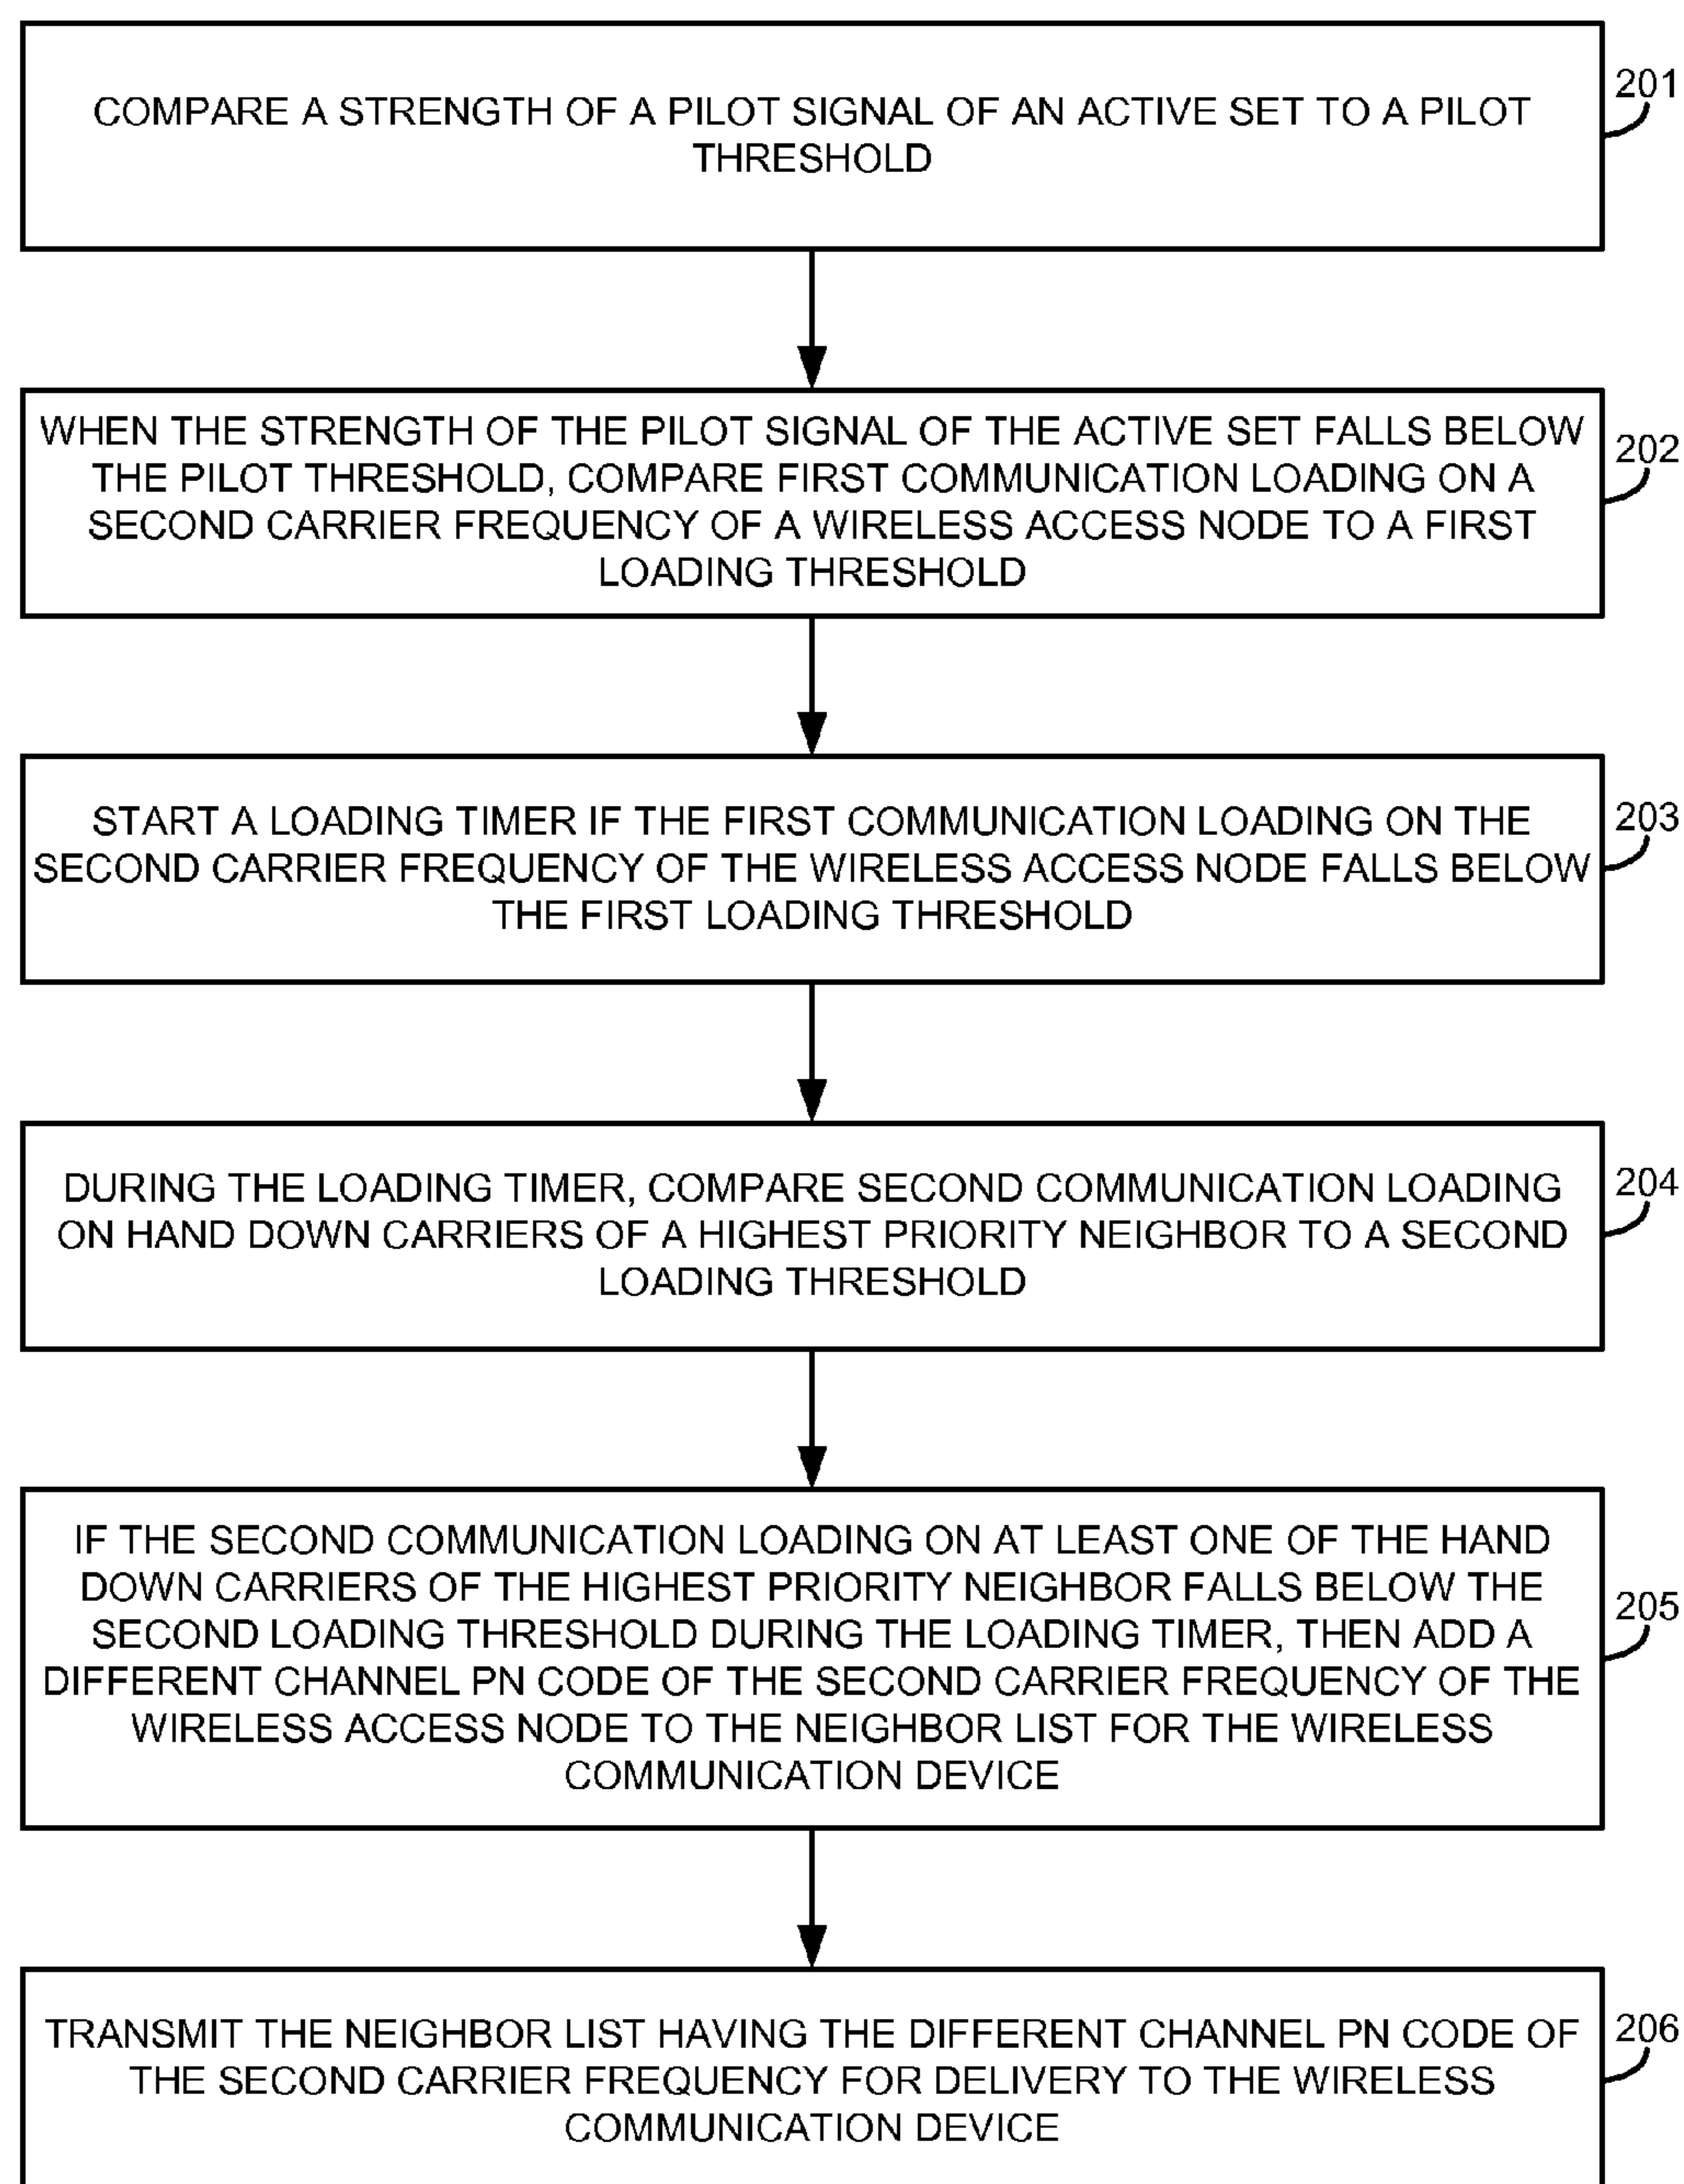 COMPARE A STRENGTH OF A PILOT SIGNAL OF AN ACTIVE SET TO A PILOT
THRESHOLD
201
WHEN THE STRENGTH OF THE PILOT SIGNAL OF THE ACTIVE SET FALLS BELOW
THE PILOT THRESHOLD, COMPARE FIRST COMMUNICATION LOADING ON A
SECOND CARRIER FREQUENCY OF A WIRELESS ACCESS NODE TO A FIRST
LOADING THRESHOLD
202
START A LOADING TIMER IF THE FIRST COMMUNICATION LOADING ON THE
SECOND CARRIER FREQUENCY OF THE WIRELESS ACCESS NODE FALLS BELOW
THE FIRST LOADING THRESHOLD
203
DURING THE LOADING TIMER, COMPARE SECOND COMMUNICATION LOADING
ON HAND DOWN CARRIERS OF A HIGHEST PRIORITY NEIGHBOR TO A SECOND
LOADING THRESHOLD
204
IF THE SECOND COMMUNICATION LOADING ON AT LEAST ONE OF THE HAND
DOWN CARRIERS OF THE HIGHEST PRIORITY NEIGHBOR FALLS BELOW THE
SECOND LOADING THRESHOLD DURING THE LOADING TIMER, THEN ADD A
DIFFERENT CHANNEL PN CODE OF THE SECOND CARRIER FREQUENCY OF THE
WIRELESS ACCESS NODE TO THE NEIGHBOR LIST FOR THE WIRELESS
COMMUNICATION DEVICE
205
TRANSMIT THE NEIGHBOR LIST HAVING THE DIFFERENT CHANNEL PN CODE OF
THE SECOND CARRIER FREQUENCY FOR DELIVERY TO THE WIRELESS
COMMUNICATION DEVICE
206